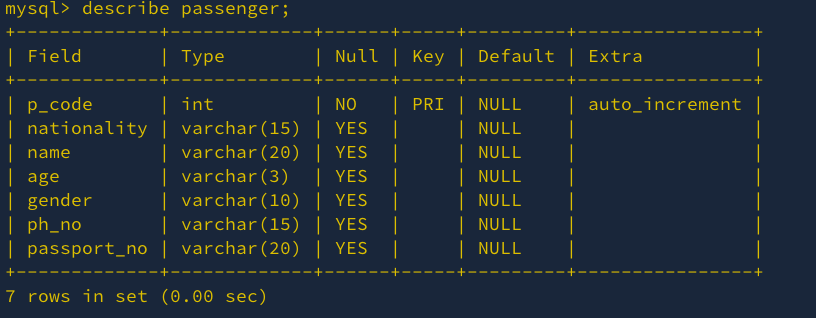 mysql> describe passenger;
+-------------+-------------+------+-----+---------+----------------+
| Field       | Type        | Null | Key | Default | Extra          |
+-------------+-------------+------+-----+---------+----------------+
| p_code      | int         | NO   | PRI | NULL    | auto_increment |
| nationality | varchar(15) | YES  |     | NULL    |                |
| name        | varchar(20) | YES  |     | NULL    |                |
| age         | varchar(3)  | YES  |     | NULL    |                |
| gender      | varchar(10) | YES  |     | NULL    |                |
| ph_no       | varchar(15) | YES  |     | NULL    |                |
| passport_no | varchar(20) | YES  |     | NULL    |                |
+-------------+-------------+------+-----+---------+----------------+
7 rows in set (0.00 sec)